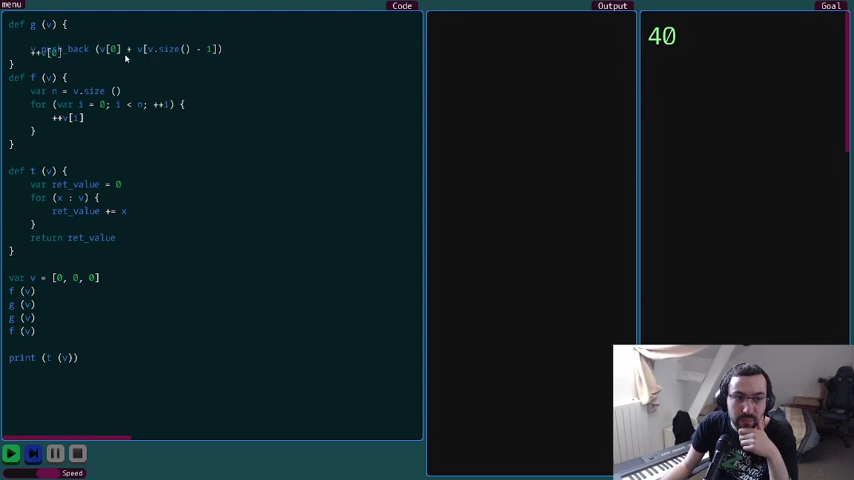 menu
Code
Output
Goal
def g (v) {
v.push_back (v[0] + v[v.size() - 1])
++v[0]
}
def f (v) {
var n = v.size ()
for (var i = 0; i < n; ++i) {
++v[i]
}
}
def t (v) {
var ret_value = 0
for (x : v) {
ret_value += x
}
return ret_value
}
var v = [0, 0, 0]
f (v)
g (v)
g (v)
f (v)
print (t (v))
40
Speed